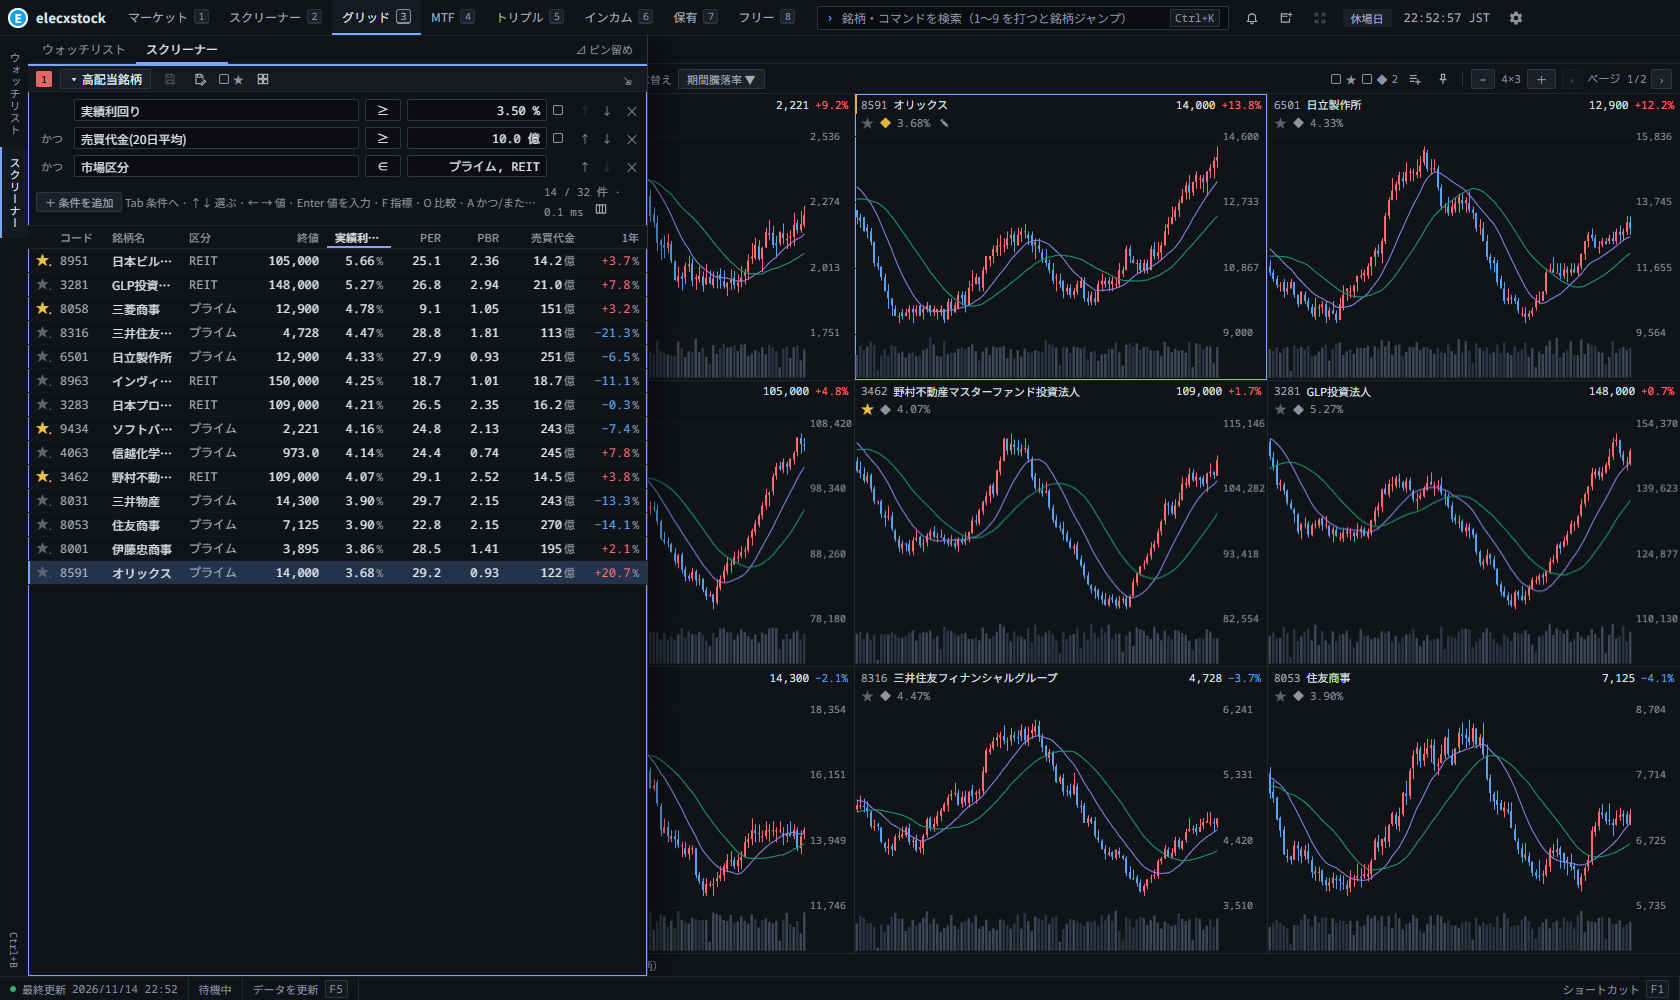 elecxstock マーケット 1 スクリーナー 2 グリッド 3 MTF 4 トリプル 5 インカム 6 保有 7 フリー 8 › 銘柄・コマンドを検索（1〜9 を打つと銘柄ジャンプ） Ctrl+K 休場日 22:52:57 JST
ウォッチリスト
スクリーナー
Ctrl+B
ウォッチリスト スクリーナー ピン留め
1 高配当銘柄
実績利回り ≥ 3.50 % ↑ ↓ ×
かつ 売買代金(20日平均) ≥ 10.0 億 ↑ ↓ ×
かつ 市場区分 ∈ プライム, REIT ↑ ↓ ×
＋ 条件を追加 Tab 条件へ・↑↓ 選ぶ・←→ 値・Enter 値を入力・F 指標・O 比較・A かつ/また… 14 / 32 件 · 0.1 ms
コード 銘柄名 区分 終値 実績利… PER PBR 売買代金 1年
8951 日本ビル… REIT 105,000 5.66% 25.1 2.36 14.2億 +3.7%
3281 GLP投資… REIT 148,000 5.27% 26.8 2.94 21.0億 +7.8%
8058 三菱商事 プライム 12,900 4.78% 9.1 1.05 151億 +3.2%
8316 三井住友… プライム 4,728 4.47% 28.8 1.81 113億 −21.3%
6501 日立製作所 プライム 12,900 4.33% 27.9 0.93 251億 −6.5%
8963 インヴィ… REIT 150,000 4.25% 18.7 1.01 18.7億 −11.1%
3283 日本プロ… REIT 109,000 4.21% 26.5 2.35 16.2億 −0.3%
9434 ソフトバ… プライム 2,221 4.16% 24.8 2.13 243億 −7.4%
4063 信越化学… プライム 973.0 4.14% 24.4 0.74 245億 +7.8%
3462 野村不動… REIT 109,000 4.07% 29.1 2.52 14.5億 +3.8%
8031 三井物産 プライム 14,300 3.90% 29.7 2.15 243億 −13.3%
8053 住友商事 プライム 7,125 3.90% 22.8 2.15 270億 −14.1%
8001 伊藤忠商事 プライム 3,895 3.86% 28.5 1.41 195億 +2.1%
8591 オリックス プライム 14,000 3.68% 29.2 0.93 122億 +20.7%
替え 期間騰落率▼ 2 − 4×3 ＋ ‹ ページ 1/2 ›
2,221 +9.2%
2,536
2,274
2,013
1,751
8591 オリックス 14,000 +13.8%
3.68%
14,600
12,733
10,867
9,000
6501 日立製作所 12,900 +12.2%
4.33%
15,836
13,745
11,655
9,564
105,000 +4.8%
108,420
98,340
88,260
78,180
3462 野村不動産マスターファンド投資法人 109,000 +1.7%
4.07%
115,146
104,282
93,418
82,554
3281 GLP投資法人 148,000 +0.7%
5.27%
154,370
139,623
124,877
110,130
14,300 −2.1%
18,354
16,151
13,949
11,746
8316 三井住友フィナンシャルグループ 4,728 −3.7%
4.47%
6,241
5,331
4,420
3,510
8053 住友商事 7,125 −4.1%
3.90%
8,704
7,714
6,725
5,735
最終更新 2026/11/14 22:52 待機中 データを更新 F5 ショートカット F1